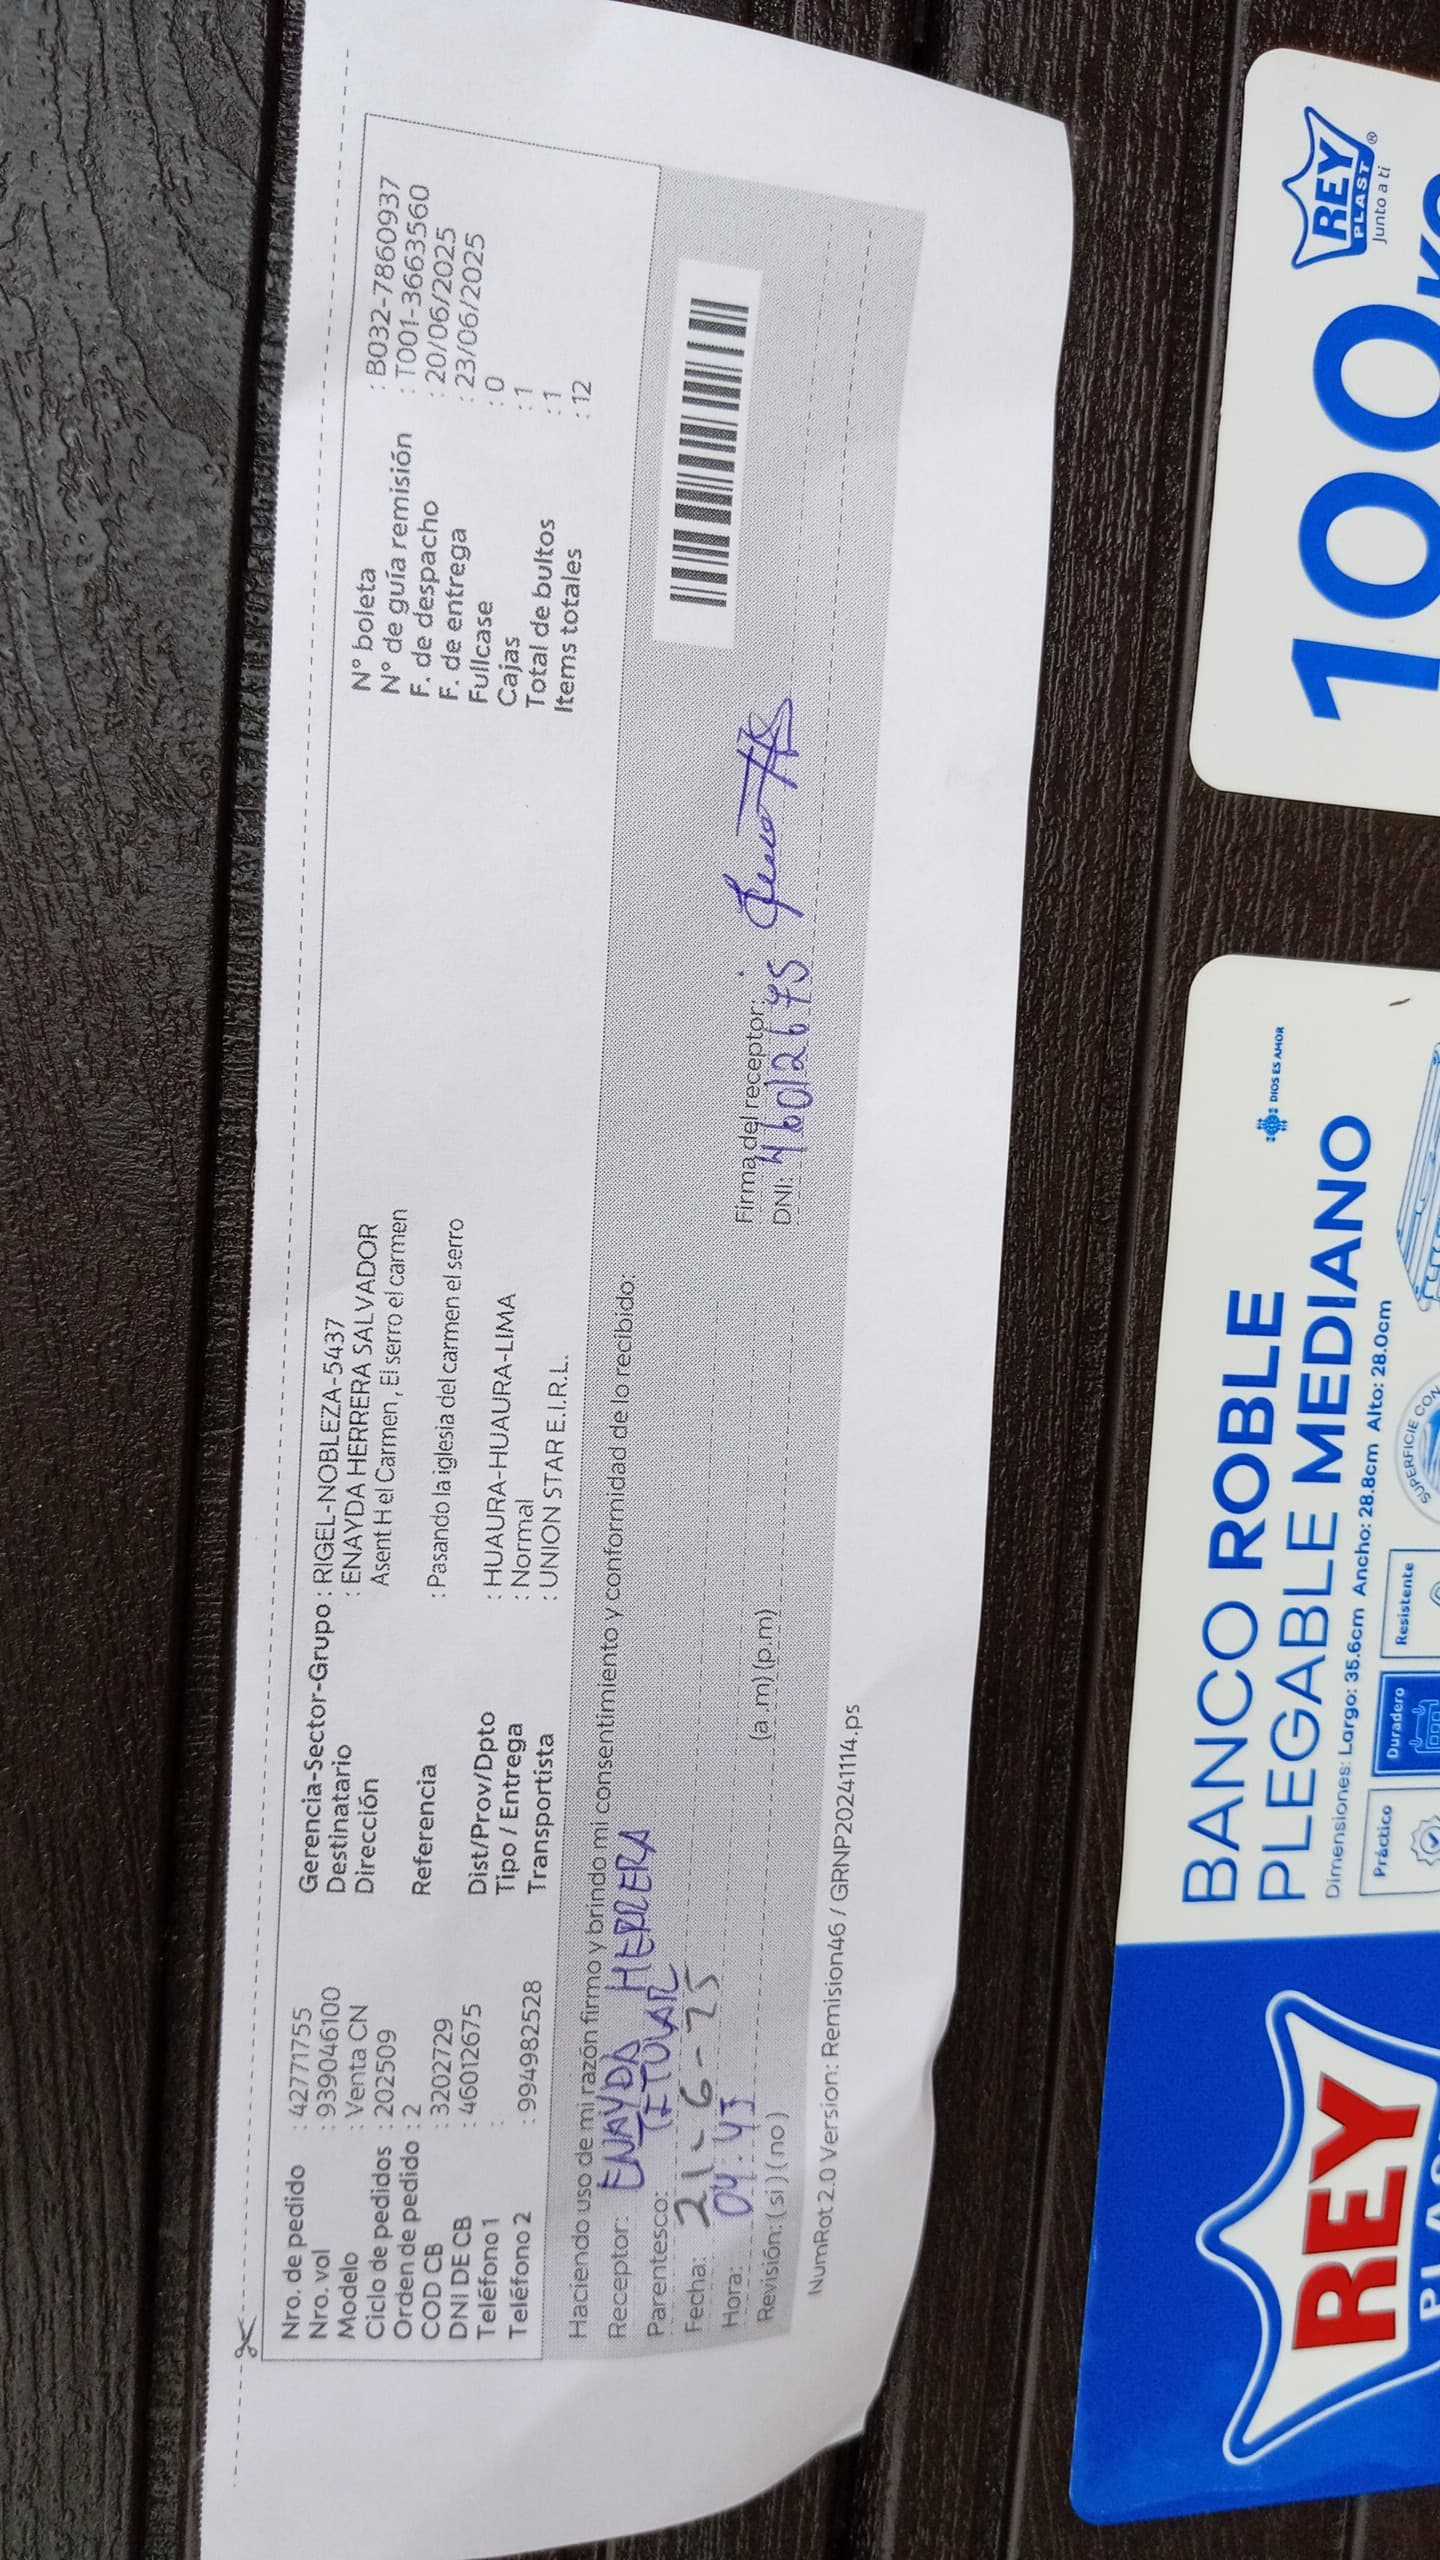 Nro. de pedido : 42771755
Nro. vol : 939046100
Modelo : Venta CN
Ciclo de pedidos : 202509
Orden de pedido : 2
COD CB : 3202729
DNI DE CB : 46012675
Teléfono 1 :
Teléfono 2 : 994982528
Gerencia-Sector-Grupo : RIGEL-NOBLEZA-5437
Destinatario : ENAYDA HERRERA SALVADOR
Dirección Asent H el Carmen , El serro el carmen
Referencia : Pasando la iglesia del carmen el serro
Dist/Prov/Dpto : HUAURA-HUAURA-LIMA
Tipo / Entrega : Normal
Transportista : UNION STAR E.I.R.L.
N° boleta : B032-7860937
N° de guía remisión : T001-3663560
F. de despacho : 20/06/2025
F. de entrega : 23/06/2025
Fullcase : 0
Cajas : 1
Total de bultos : 1
Items totales : 12
Haciendo uso de mi razón firmo y brindo mi consentimiento y conformidad de lo recibido.
Receptor: ENAYDA HERRERA
Parentesco: TITULAR
Fecha: 21-6-25
Hora: 04:45 (a.m) (p.m)
Revisión: ( si ) ( no )
Firma del receptor:
DNI: 46012675
NumRot 2.0 Version: Remision46 / GRNP20241114.ps
REY
BANCO ROBLE
PLEGABLE MEDIANO
Dimensiones: Largo: 35.6cm Ancho: 28.8cm Alto: 28.0cm
DIOS ES AMOR
Práctico
Duradero
Resistente
SUPERFICIE CON
100
REY
PLAST
®
Junto a ti